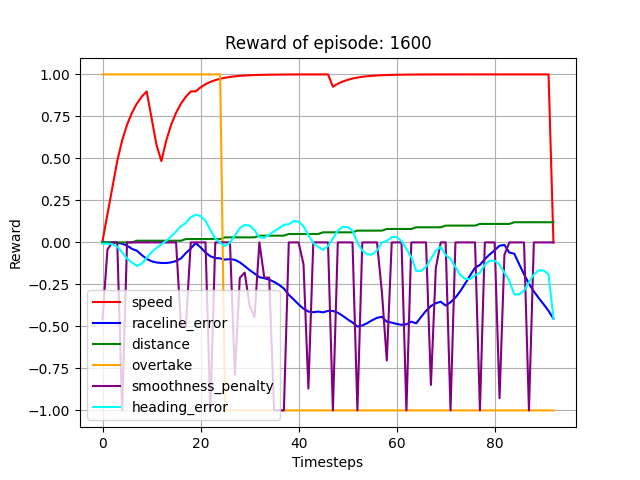 Reward of episode: 1600
1.00
0.75
0.50
0.25
0.00
−0.25
−0.50
−0.75
−1.00
Reward
speed
raceline_error
distance
overtake
smoothness_penalty
heading_error
0 20 40 60 80
Timesteps